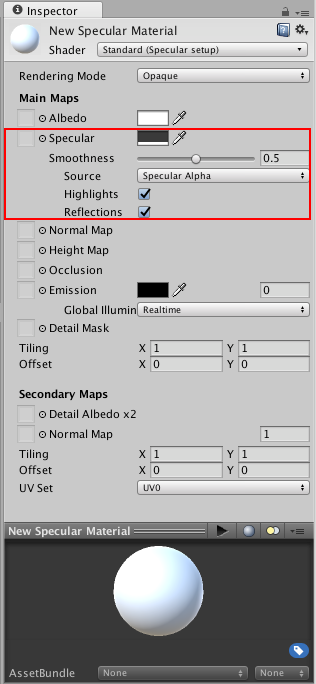 Inspector
New Specular Material
Shader Standard (Specular setup)
Rendering Mode Opaque
Main Maps
Albedo
Specular
Smoothness 0.5
Source Specular Alpha
Highlights
Reflections
Normal Map
Height Map
Occlusion
Emission 0
Global Illumin Realtime
Detail Mask
Tiling X 1 Y 1
Offset X 0 Y 0
Secondary Maps
Detail Albedo x2
Normal Map 1
Tiling X 1 Y 1
Offset X 0 Y 0
UV Set UV0
New Specular Material
AssetBundle None None